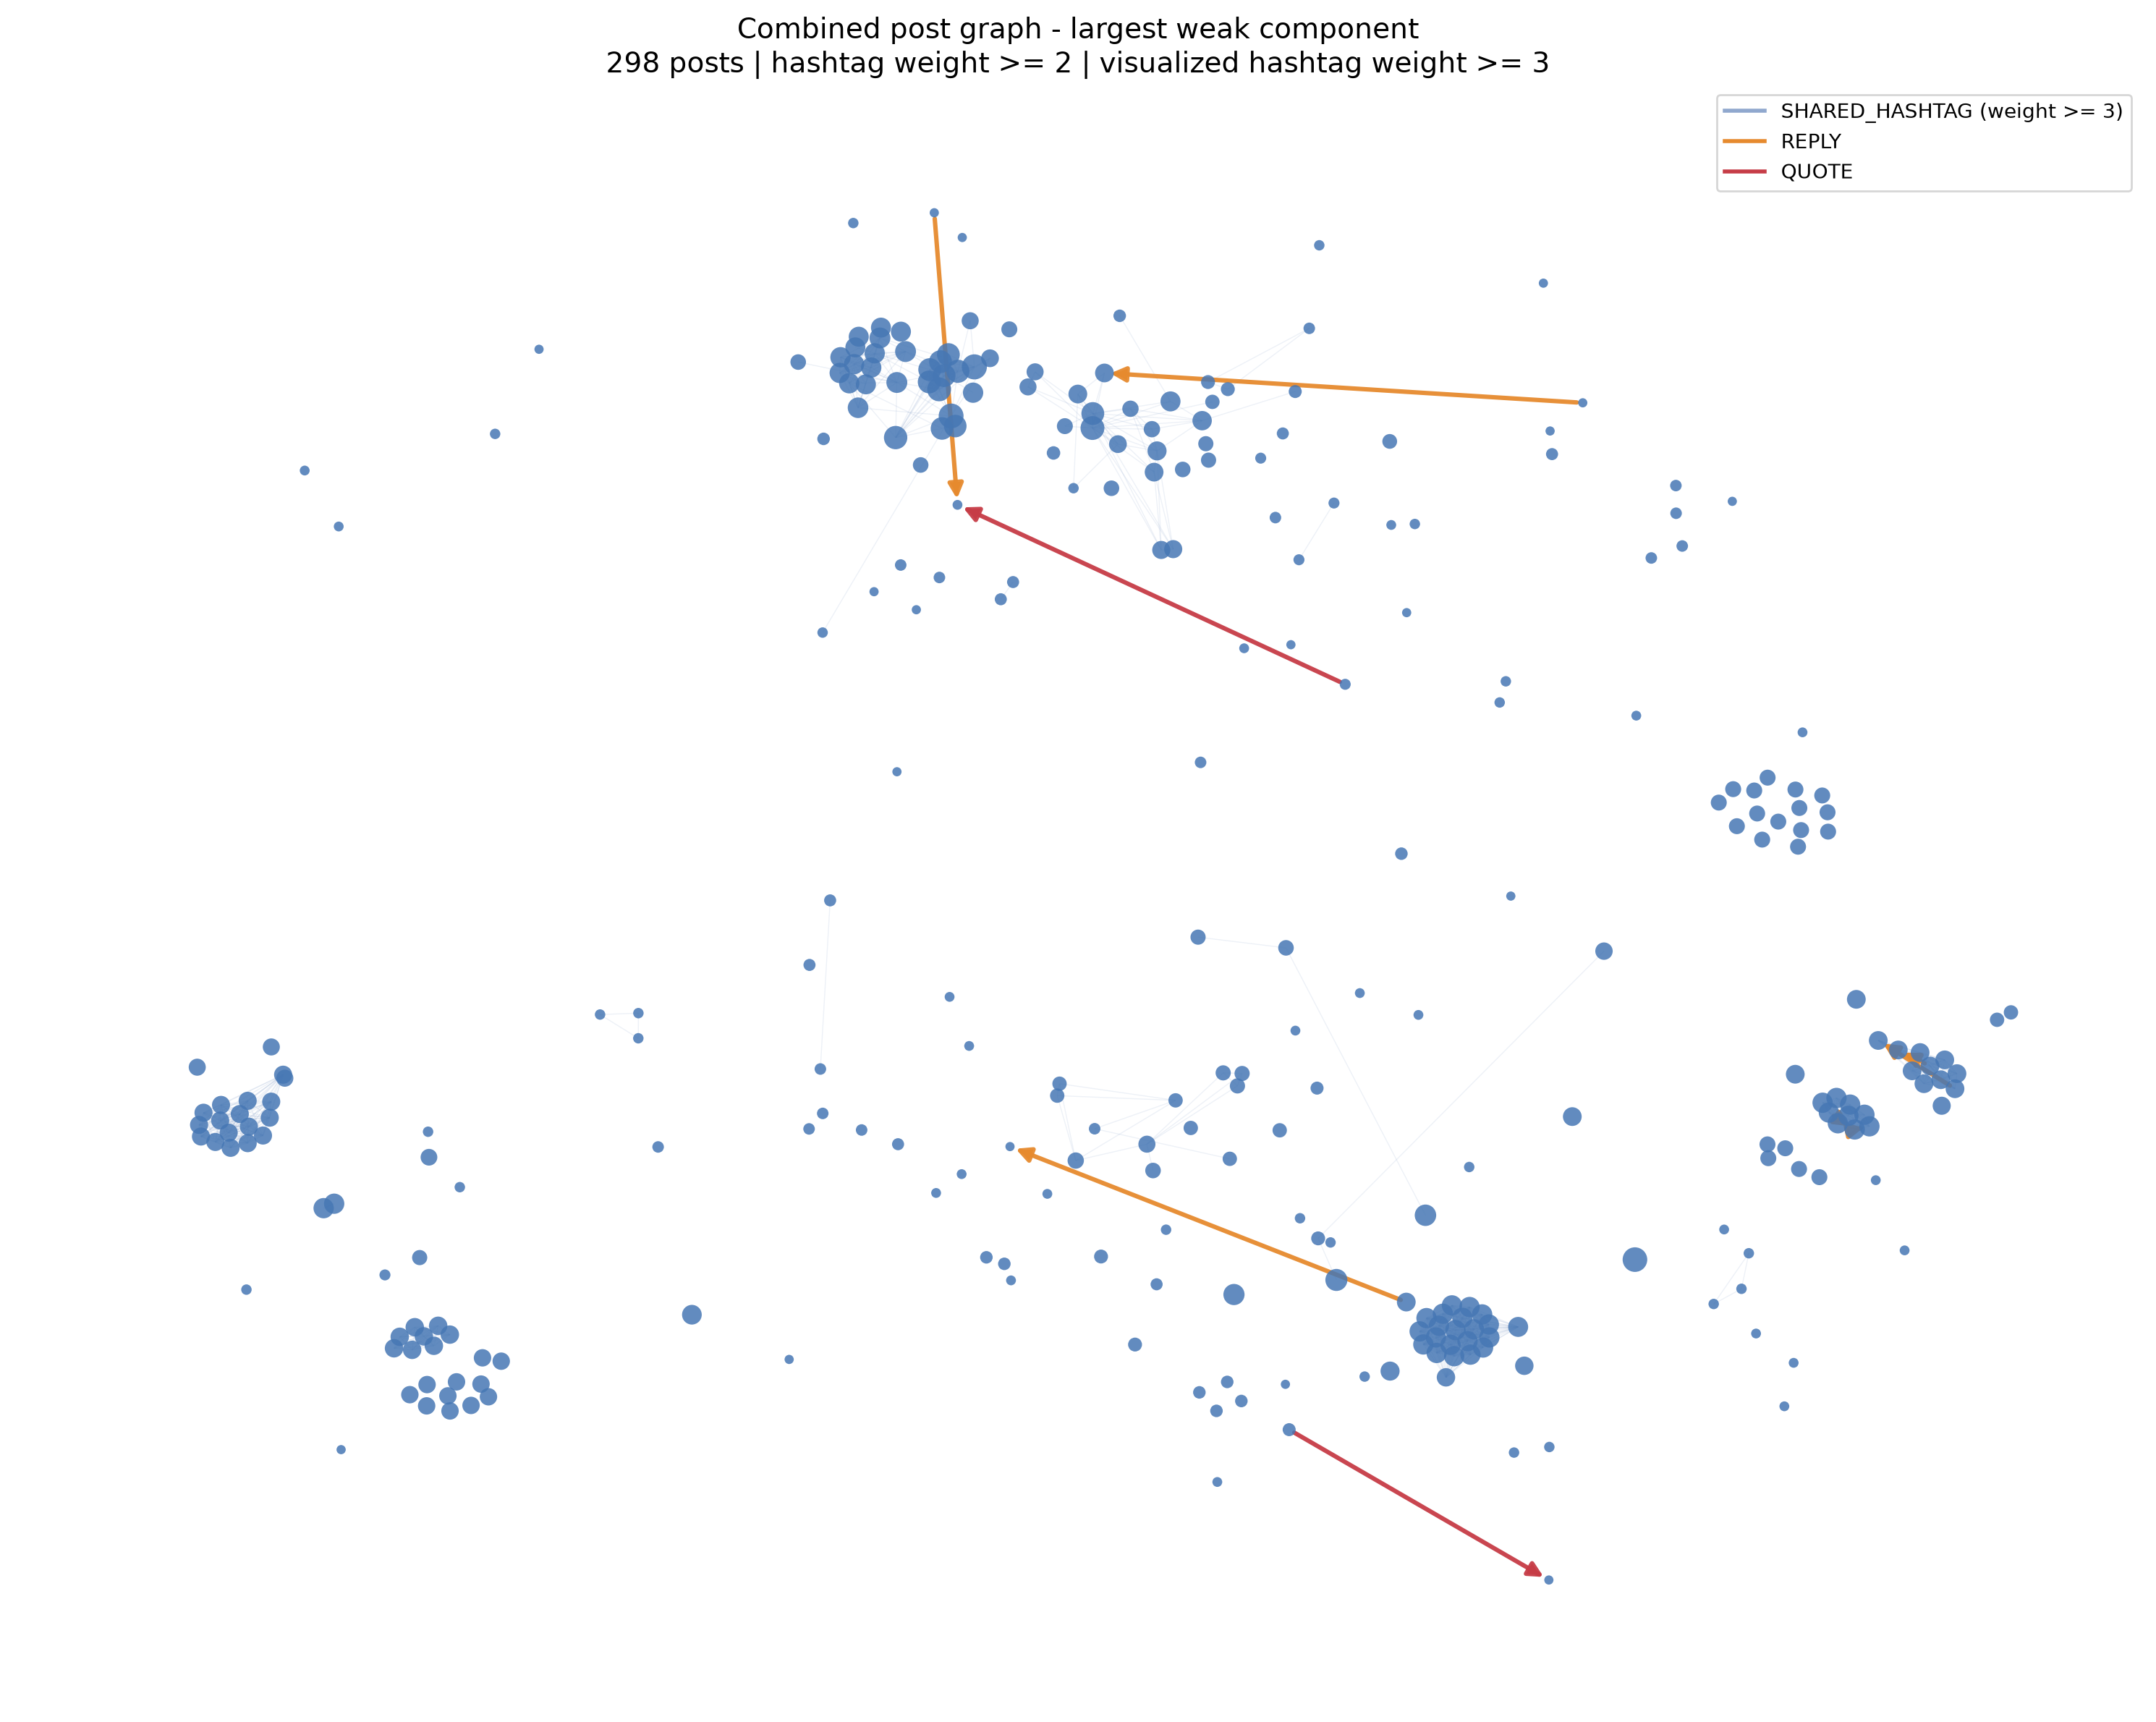 Combined post graph - largest weak component
298 posts | hashtag weight >= 2 | visualized hashtag weight >= 3
SHARED_HASHTAG (weight >= 3)
REPLY
QUOTE